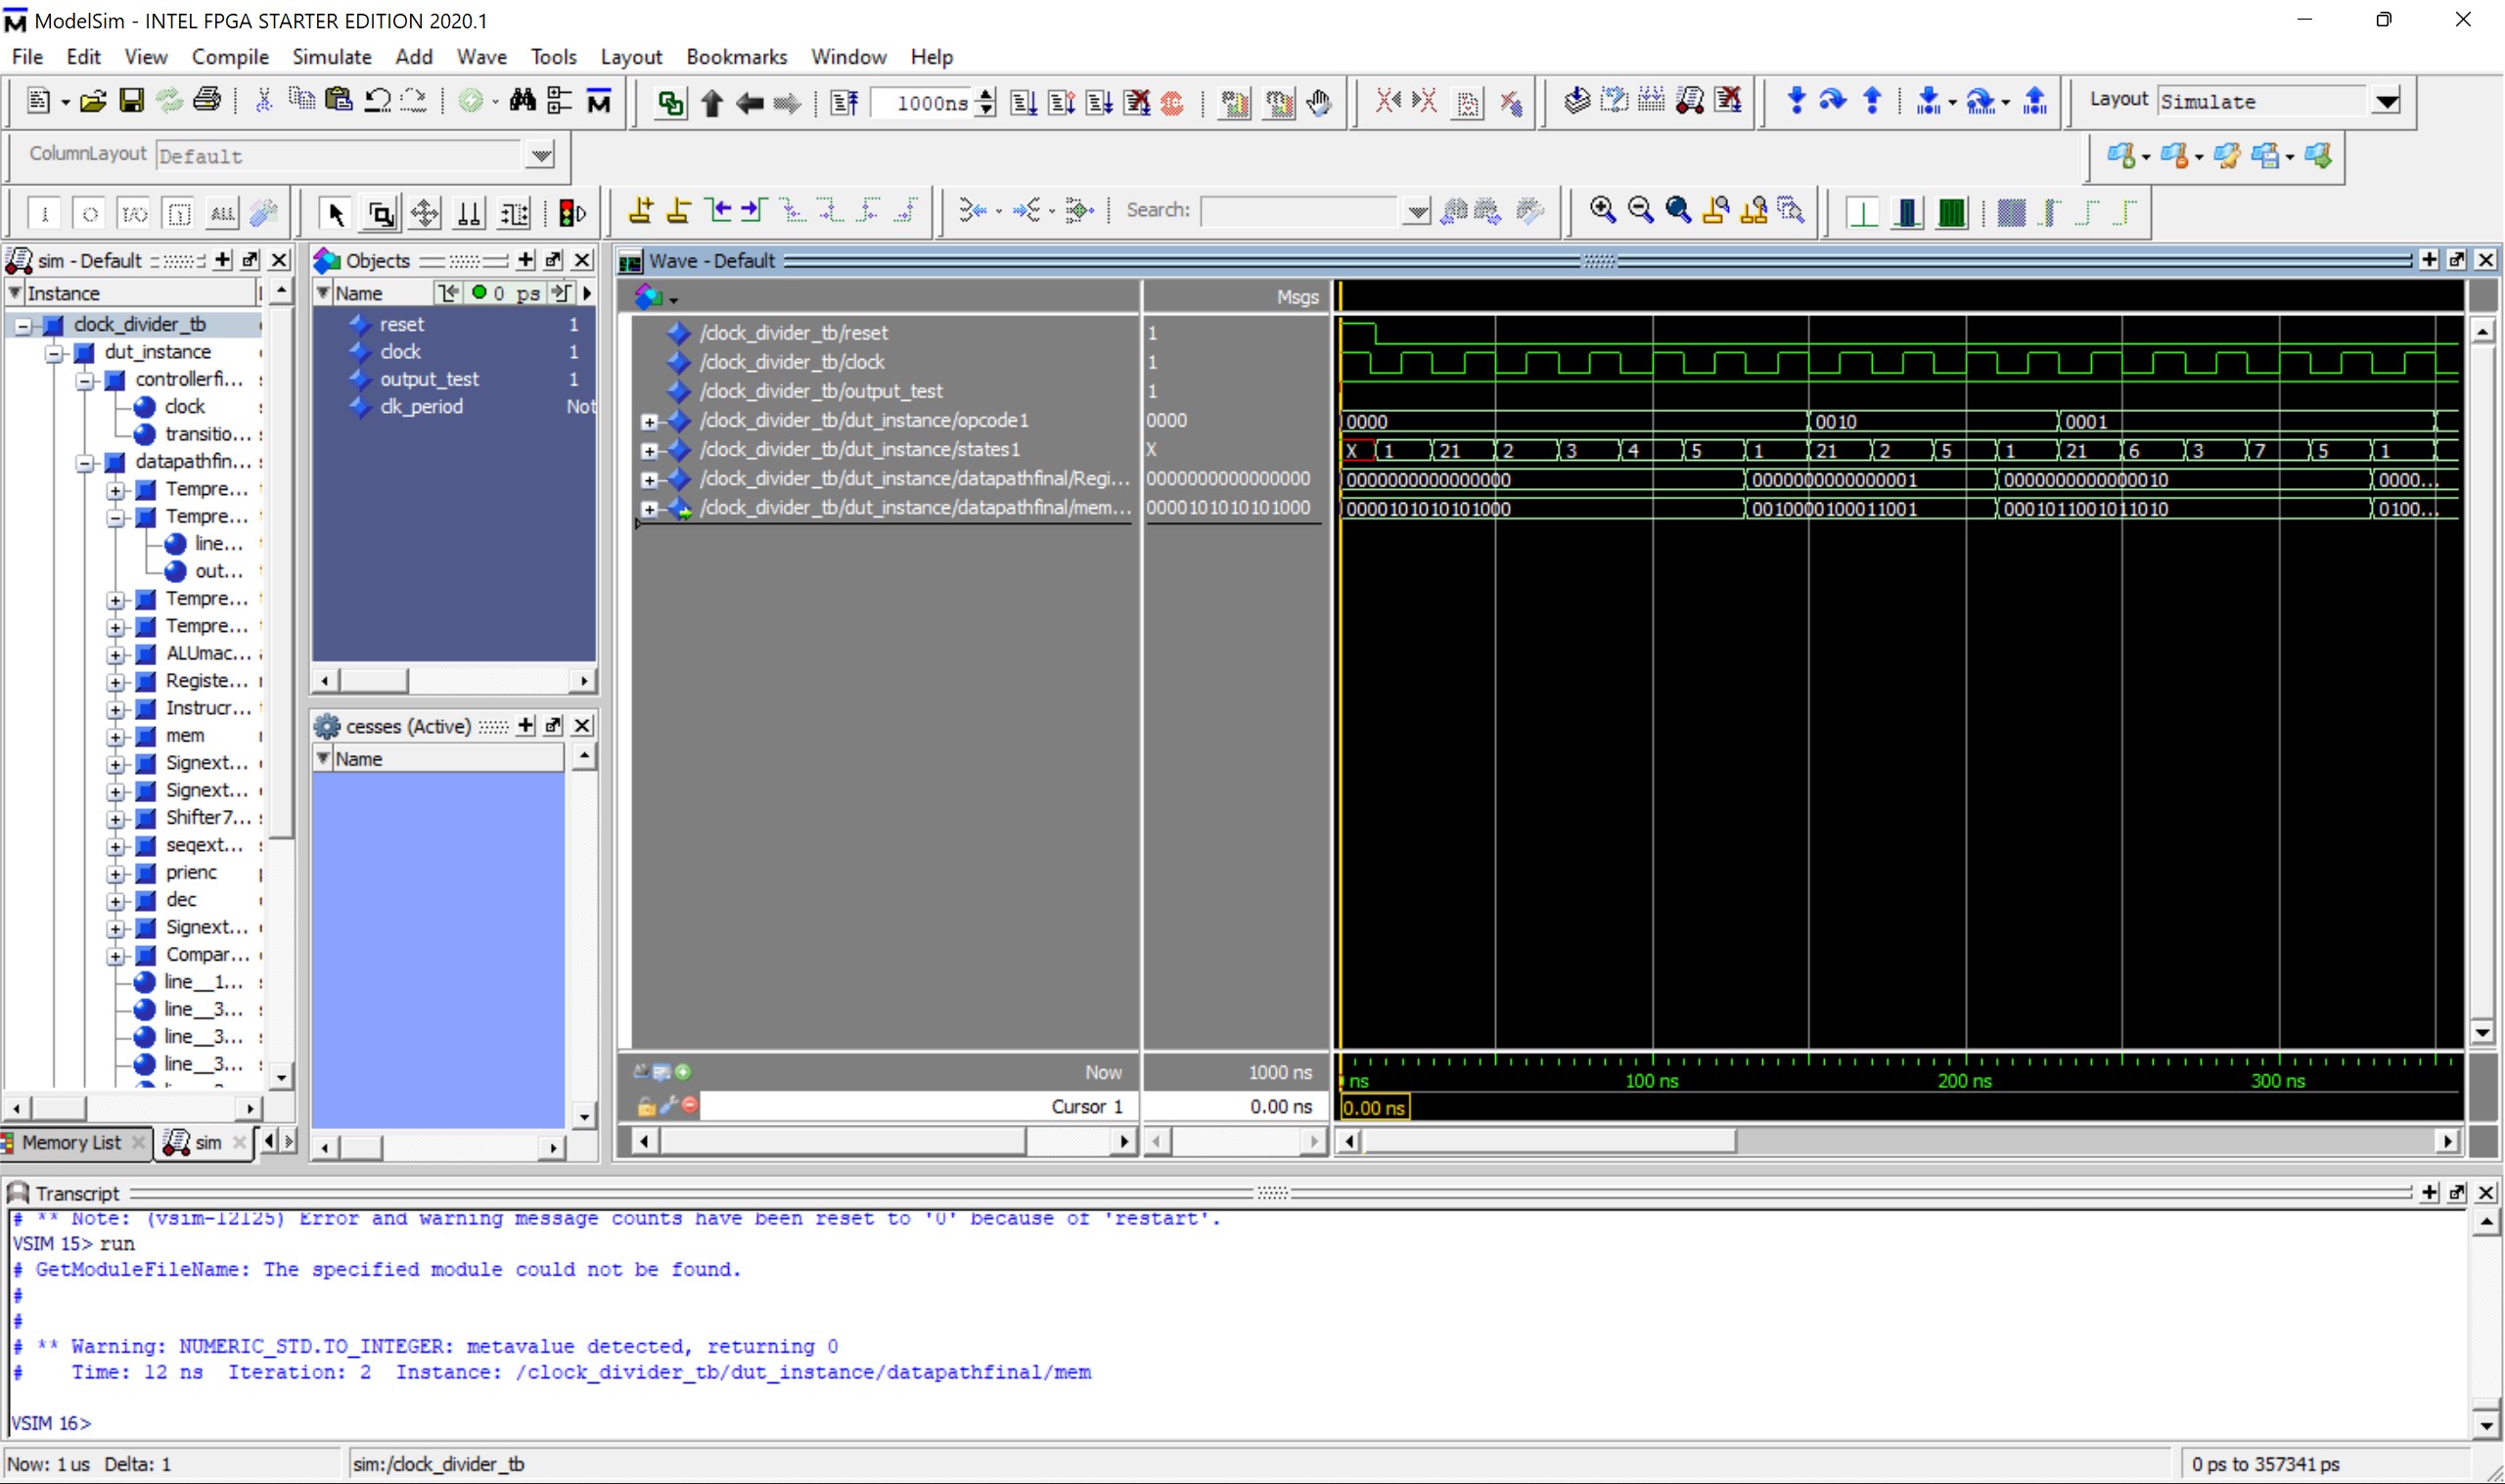 ModelSim - INTEL FPGA STARTER EDITION 2020.1
File Edit View Compile Simulate Add Wave Tools Layout Bookmarks Window Help
1000ns
Layout Simulate
ColumnLayout Default
ALL
Search:
sim - Default
Instance
clock_divider_tb
dut_instance
controllerfi...
clock
transitio...
datapathfin...
Tempre...
Tempre...
line...
out...
Tempre...
Tempre...
ALUmac...
Registe...
Instrucr...
mem
Signext...
Signext...
Shifter7...
seqext...
prienc
dec
Signext...
Compar...
line__1...
line__3...
line__3...
line__3...
Memory List
sim
Objects
Name 0 ps
reset 1
clock 1
output_test 1
clk_period Not
cesses (Active)
Name
Wave - Default
Msgs
/clock_divider_tb/reset 1
/clock_divider_tb/clock 1
/clock_divider_tb/output_test 1
/clock_divider_tb/dut_instance/opcode1 0000 0000 0010 0001
/clock_divider_tb/dut_instance/states1 X X 1 21 2 3 4 5 1 21 2 5 1 21 6 3 7 5 1
/clock_divider_tb/dut_instance/datapathfinal/Regi... 0000000000000000 0000000000000000 0000000000000001 0000000000000010 0000...
/clock_divider_tb/dut_instance/datapathfinal/mem... 0000101010101000 0000101010101000 0010000100011001 0001011001011010 0100...
Now 1000 ns ns 100 ns 200 ns 300 ns
Cursor 1 0.00 ns 0.00 ns
Transcript
# ** Note: (vsim-12125) Error and warning message counts have been reset to '0' because of 'restart'.
VSIM 15> run
# GetModuleFileName: The specified module could not be found.
#
#
# ** Warning: NUMERIC_STD.TO_INTEGER: metavalue detected, returning 0
# Time: 12 ns Iteration: 2 Instance: /clock_divider_tb/dut_instance/datapathfinal/mem
VSIM 16>
Now: 1 us Delta: 1 sim:/clock_divider_tb 0 ps to 357341 ps